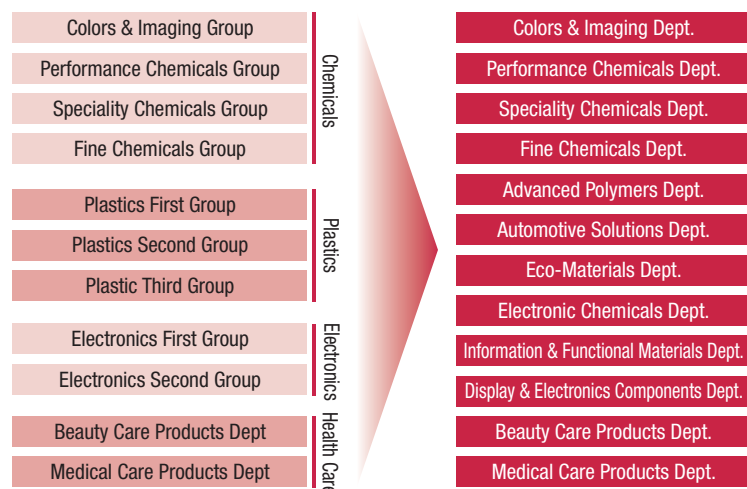 Colors & Imaging Group
Performance Chemicals Group
Speciality Chemicals Group
Fine Chemicals Group
Chemicals
Plastics First Group
Plastics Second Group
Plastic Third Group
Plastics
Electronics First Group
Electronics Second Group
Electronics
Beauty Care Products Dept
Medical Care Products Dept
Health Care
Colors & Imaging Dept.
Performance Chemicals Dept.
Speciality Chemicals Dept.
Fine Chemicals Dept.
Advanced Polymers Dept.
Automotive Solutions Dept.
Eco-Materials Dept.
Electronic Chemicals Dept.
Information & Functional Materials Dept.
Display & Electronics Components Dept.
Beauty Care Products Dept.
Medical Care Products Dept.